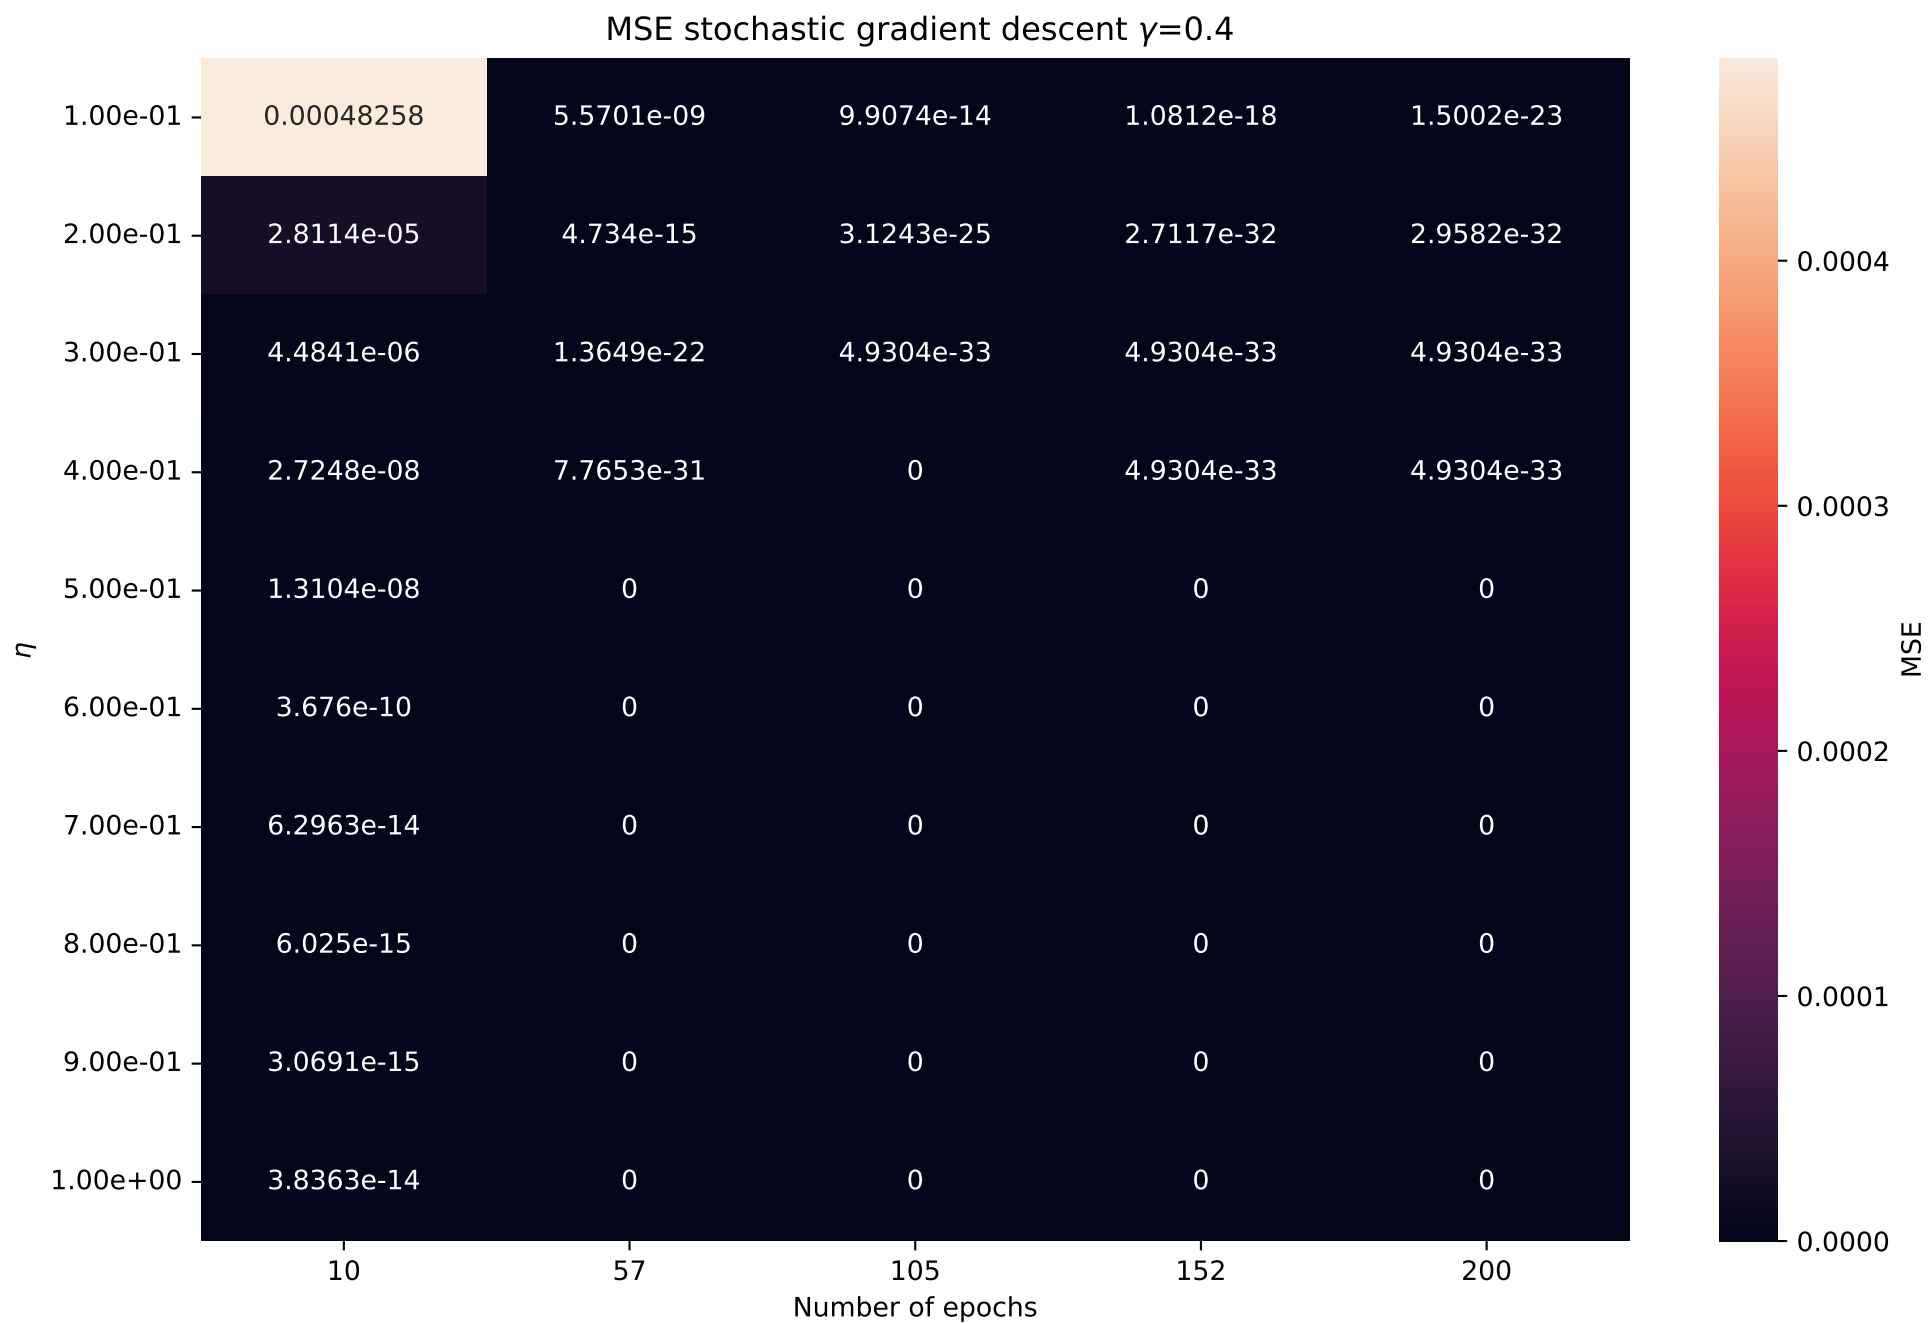 MSE stochastic gradient descent γ=0.4
1.00e-01 0.00048258 5.5701e-09 9.9074e-14 1.0812e-18 1.5002e-23
2.00e-01 2.8114e-05 4.734e-15 3.1243e-25 2.7117e-32 2.9582e-32
3.00e-01 4.4841e-06 1.3649e-22 4.9304e-33 4.9304e-33 4.9304e-33
4.00e-01 2.7248e-08 7.7653e-31 0 4.9304e-33 4.9304e-33
5.00e-01 1.3104e-08 0 0 0 0
6.00e-01 3.676e-10 0 0 0 0
7.00e-01 6.2963e-14 0 0 0 0
8.00e-01 6.025e-15 0 0 0 0
9.00e-01 3.0691e-15 0 0 0 0
1.00e+00 3.8363e-14 0 0 0 0
η
10 57 105 152 200
Number of epochs
0.0004
0.0003
0.0002
0.0001
0.0000
MSE